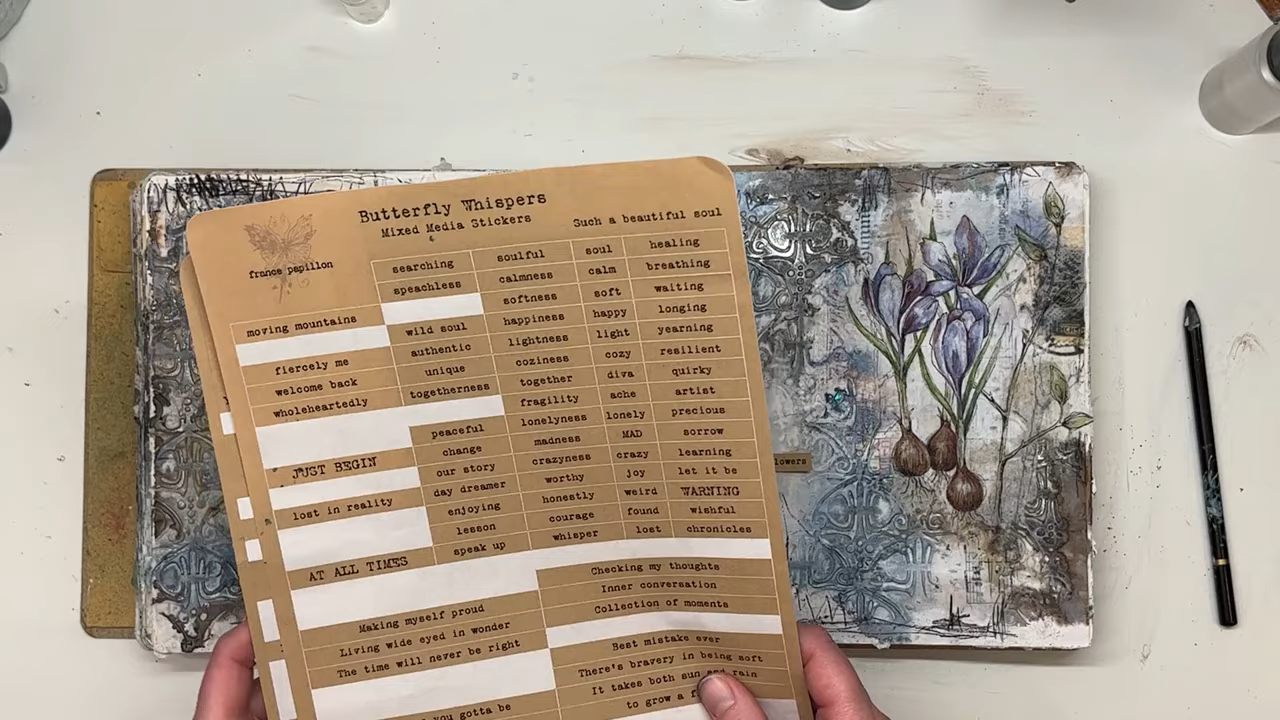 Butterfly Whispers
Mixed Media Stickers
Such a beautiful soul
france papillon
moving mountains
fiercely me
welcome back
wholeheartedly
JUST BEGIN
lost in reality
AT ALL TIMES
searching
speachless
wild soul
authentic
unique
togetherness
peaceful
change
our story
day dreamer
enjoying
lesson
speak up
soulful
calmness
softness
happiness
lightness
coziness
together
fragility
lonelyness
madness
crazyness
worthy
honestly
courage
whisper
soul
calm
soft
happy
light
cozy
diva
ache
lonely
MAD
crazy
joy
weird
found
lost
healing
breathing
waiting
longing
yearning
resilient
quirky
artist
precious
sorrow
learning
let it be
WARNING
wishful
chronicles
Making myself proud
Living wide eyed in wonder
The time will never be right
you gotta be
Checking my thoughts
Inner conversation
Collection of moments
Best mistake ever
There's bravery in being soft
It takes both sun and rain
to grow a
lowers